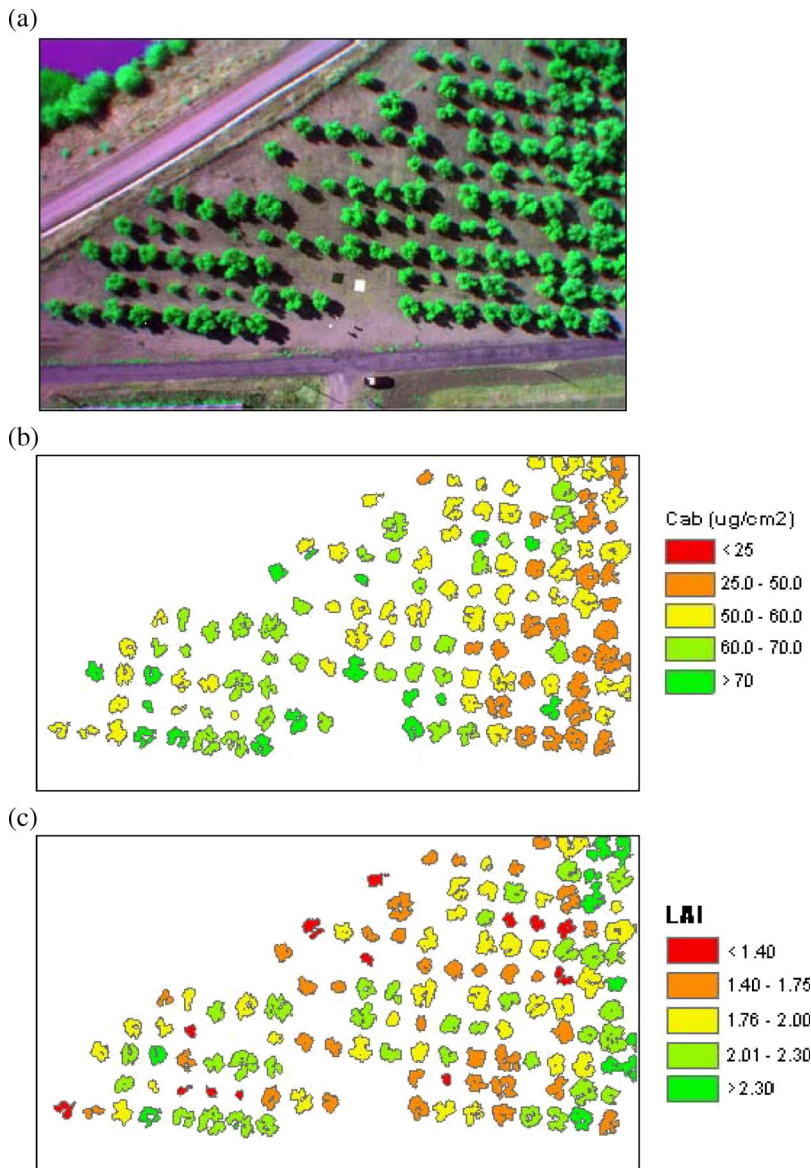 (a)
(b)
Cab (ug/cm2)
< 25
25.0 - 50.0
50.0 - 60.0
60.0 - 70.0
> 70
(c)
LAI
< 1.40
1.40 - 1.75
1.76 - 2.00
2.01 - 2.30
>2.30